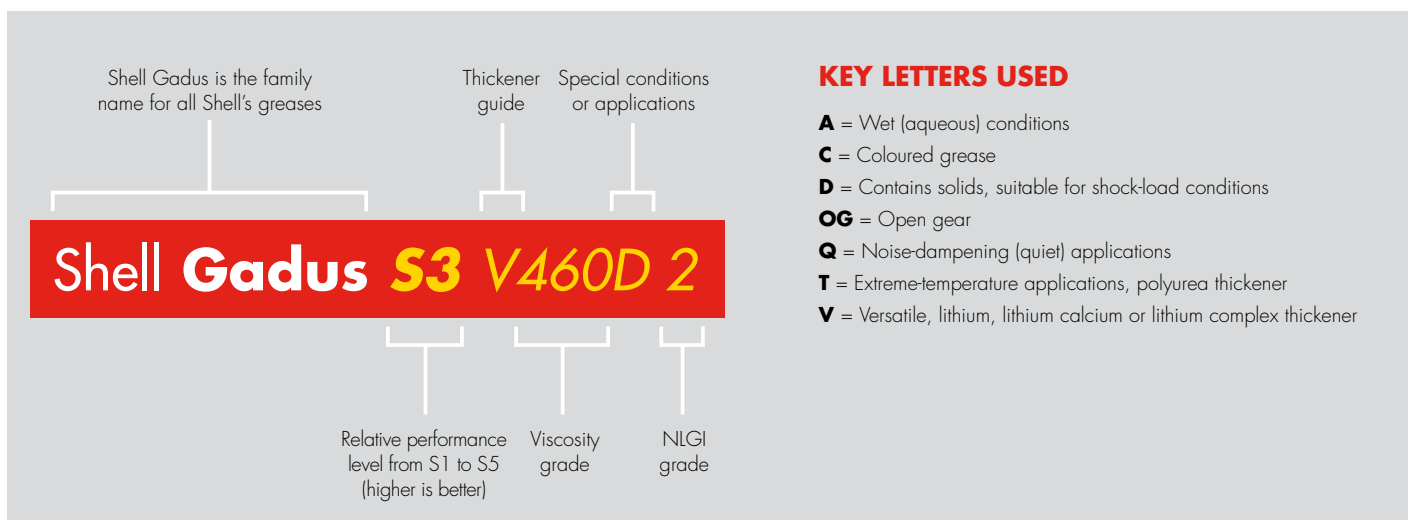 Shell Gadus is the family
name for all Shell's greases
Thickener
guide
Special conditions
or applications
Shell Gadus S3 V460D 2
Relative performance
level from S1 to S5
(higher is better)
Viscosity
grade
NLGI
grade
KEY LETTERS USED
A = Wet (aqueous) conditions
C = Coloured grease
D = Contains solids, suitable for shock-load conditions
OG = Open gear
Q = Noise-dampening (quiet) applications
T = Extreme-temperature applications, polyurea thickener
V = Versatile, lithium, lithium calcium or lithium complex thickener